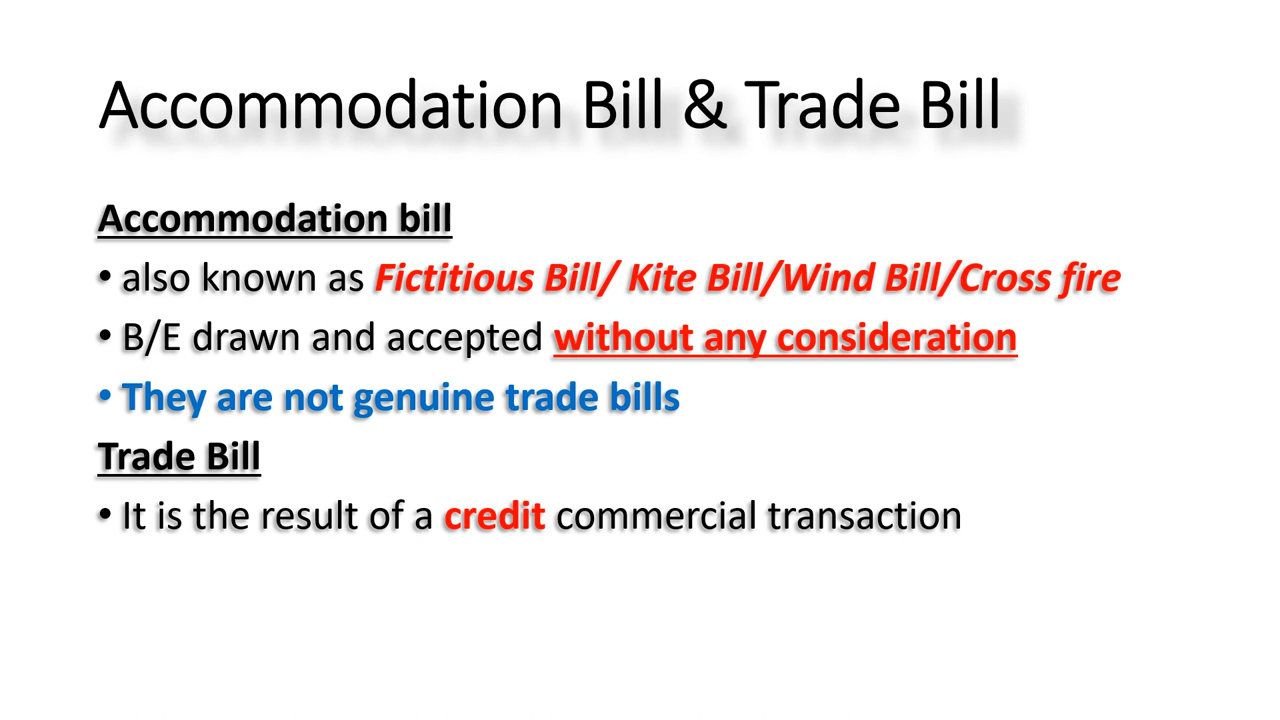 Accommodation Bill & Trade Bill
Accommodation bill
• also known as Fictitious Bill/ Kite Bill/Wind Bill/Cross fire
• B/E drawn and accepted without any consideration
• They are not genuine trade bills
Trade Bill
• It is the result of a credit commercial transaction